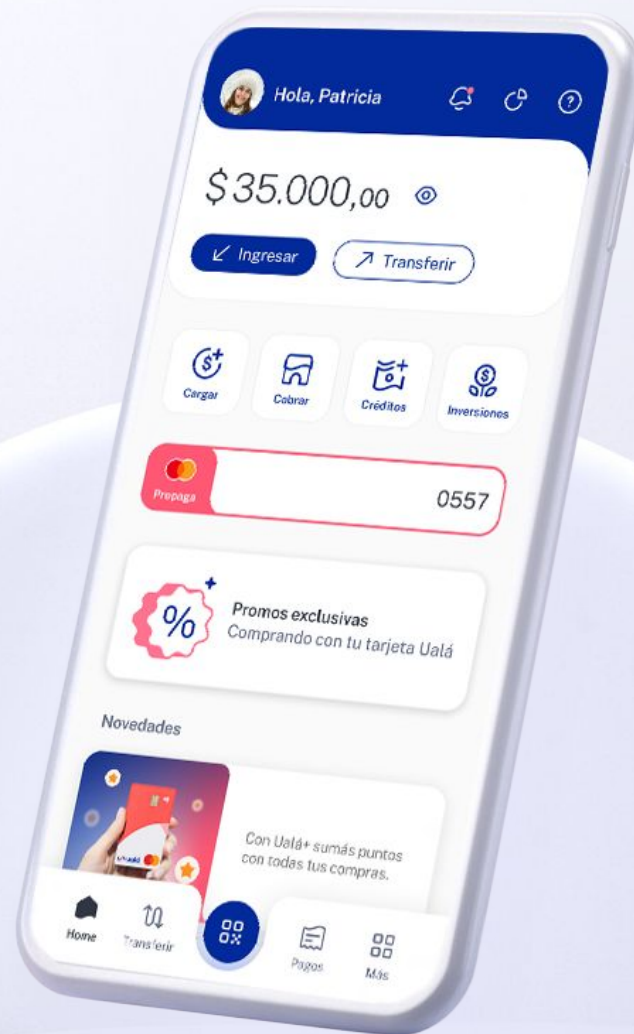 Hola, Patricia
?
$35.000,00
Ingresar
Transferir
Cargar
Cobrar
Créditos
Inversiones
Prepaga
0557
%
Promos exclusivas
Comprando con tu tarjeta Ualá
Novedades
ualá
Con Ualá+ sumás puntos
con todas tus compras.
Home
Transferir
Pagos
Más